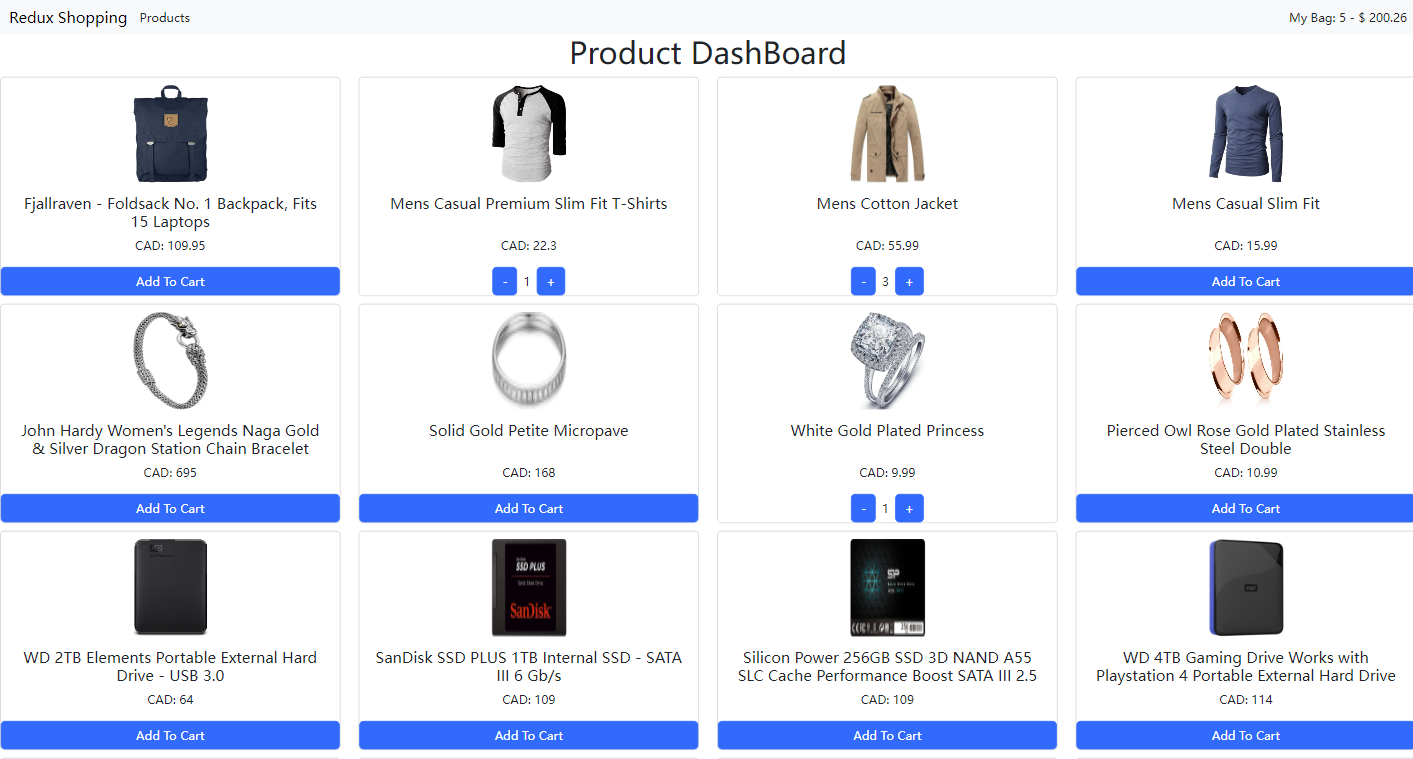 Redux Shopping Products My Bag: 5 - $ 200.26
Product DashBoard
Fjallraven - Foldsack No. 1 Backpack, Fits
15 Laptops
CAD: 109.95
Add To Cart
Mens Casual Premium Slim Fit T-Shirts
CAD: 22.3
- 1 +
Mens Cotton Jacket
CAD: 55.99
- 3 +
Mens Casual Slim Fit
CAD: 15.99
Add To Cart
John Hardy Women's Legends Naga Gold
& Silver Dragon Station Chain Bracelet
CAD: 695
Add To Cart
Solid Gold Petite Micropave
CAD: 168
Add To Cart
White Gold Plated Princess
CAD: 9.99
- 1 +
Pierced Owl Rose Gold Plated Stainless
Steel Double
CAD: 10.99
Add To Cart
WD 2TB Elements Portable External Hard
Drive - USB 3.0
CAD: 64
Add To Cart
SSD PLUS
SanDisk
SanDisk SSD PLUS 1TB Internal SSD - SATA
III 6 Gb/s
CAD: 109
Add To Cart
SP
Silicon Power 256GB SSD 3D NAND A55
SLC Cache Performance Boost SATA III 2.5
CAD: 109
Add To Cart
WD 4TB Gaming Drive Works with
Playstation 4 Portable External Hard Drive
CAD: 114
Add To Cart